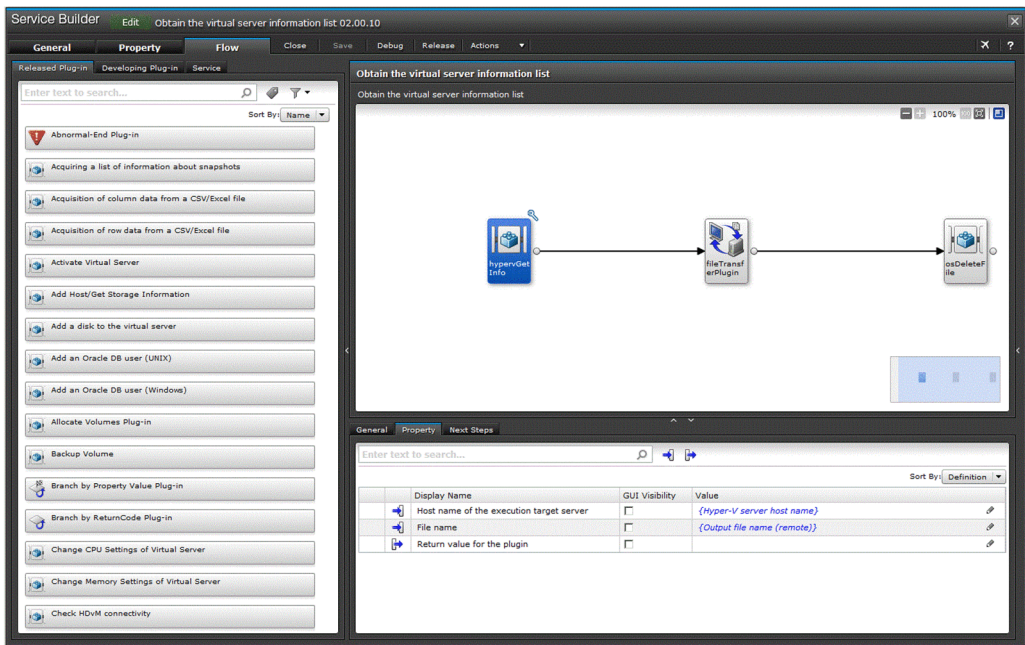 Service Builder Edit Obtain the virtual server information list 02.00.10
General Property Flow Close Save Debug Release Actions
Released Plug-in Developing Plug-in Service
Enter text to search...
Sort By: Name
Abnormal-End Plug-in
Acquiring a list of information about snapshots
Acquisition of column data from a CSV/Excel file
Acquisition of row data from a CSV/Excel file
Activate Virtual Server
Add Host/Get Storage Information
Add a disk to the virtual server
Add an Oracle DB user (UNIX)
Add an Oracle DB user (Windows)
Allocate Volumes Plug-in
Backup Volume
Branch by Property Value Plug-in
Branch by ReturnCode Plug-in
Change CPU Settings of Virtual Server
Change Memory Settings of Virtual Server
Check HDvM connectivity
Obtain the virtual server information list
Obtain the virtual server information list
100%
hypervGet
Info
fileTransf
erPlugin
osDeleteF
ile
General Property Next Steps
Enter text to search...
Sort By: Definition
Display Name GUI Visibility Value
Host name of the execution target server {Hyper-V server host name}
File name {Output file name (remote)}
Return value for the plugin